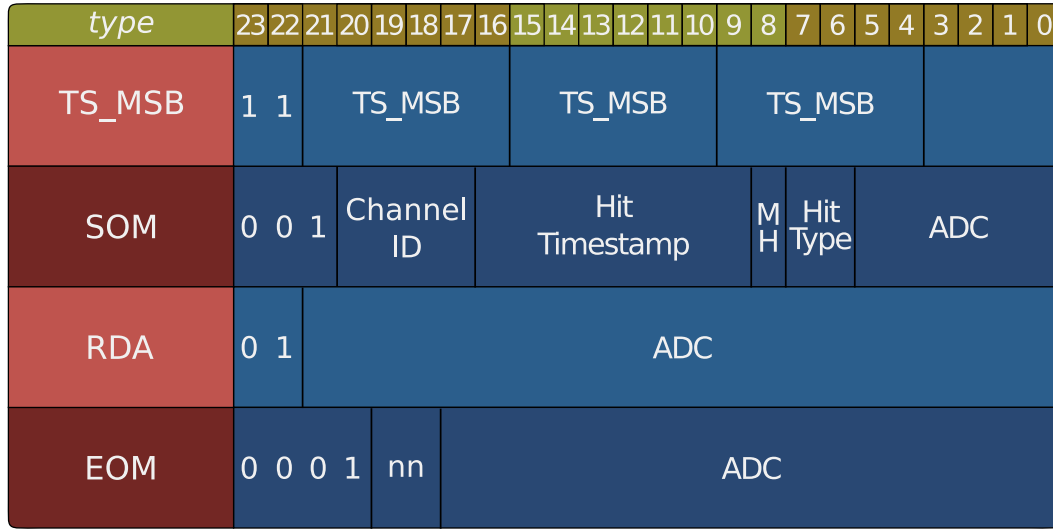 type 23 22 21 20 19 18 17 16 15 14 13 12 11 10 9 8 7 6 5 4 3 2 1 0
TS_MSB 1 1 TS_MSB TS_MSB TS_MSB
SOM 0 0 1 Channel ID Hit Timestamp MH Hit Type ADC
RDA 0 1 ADC
EOM 0 0 0 1 nn ADC